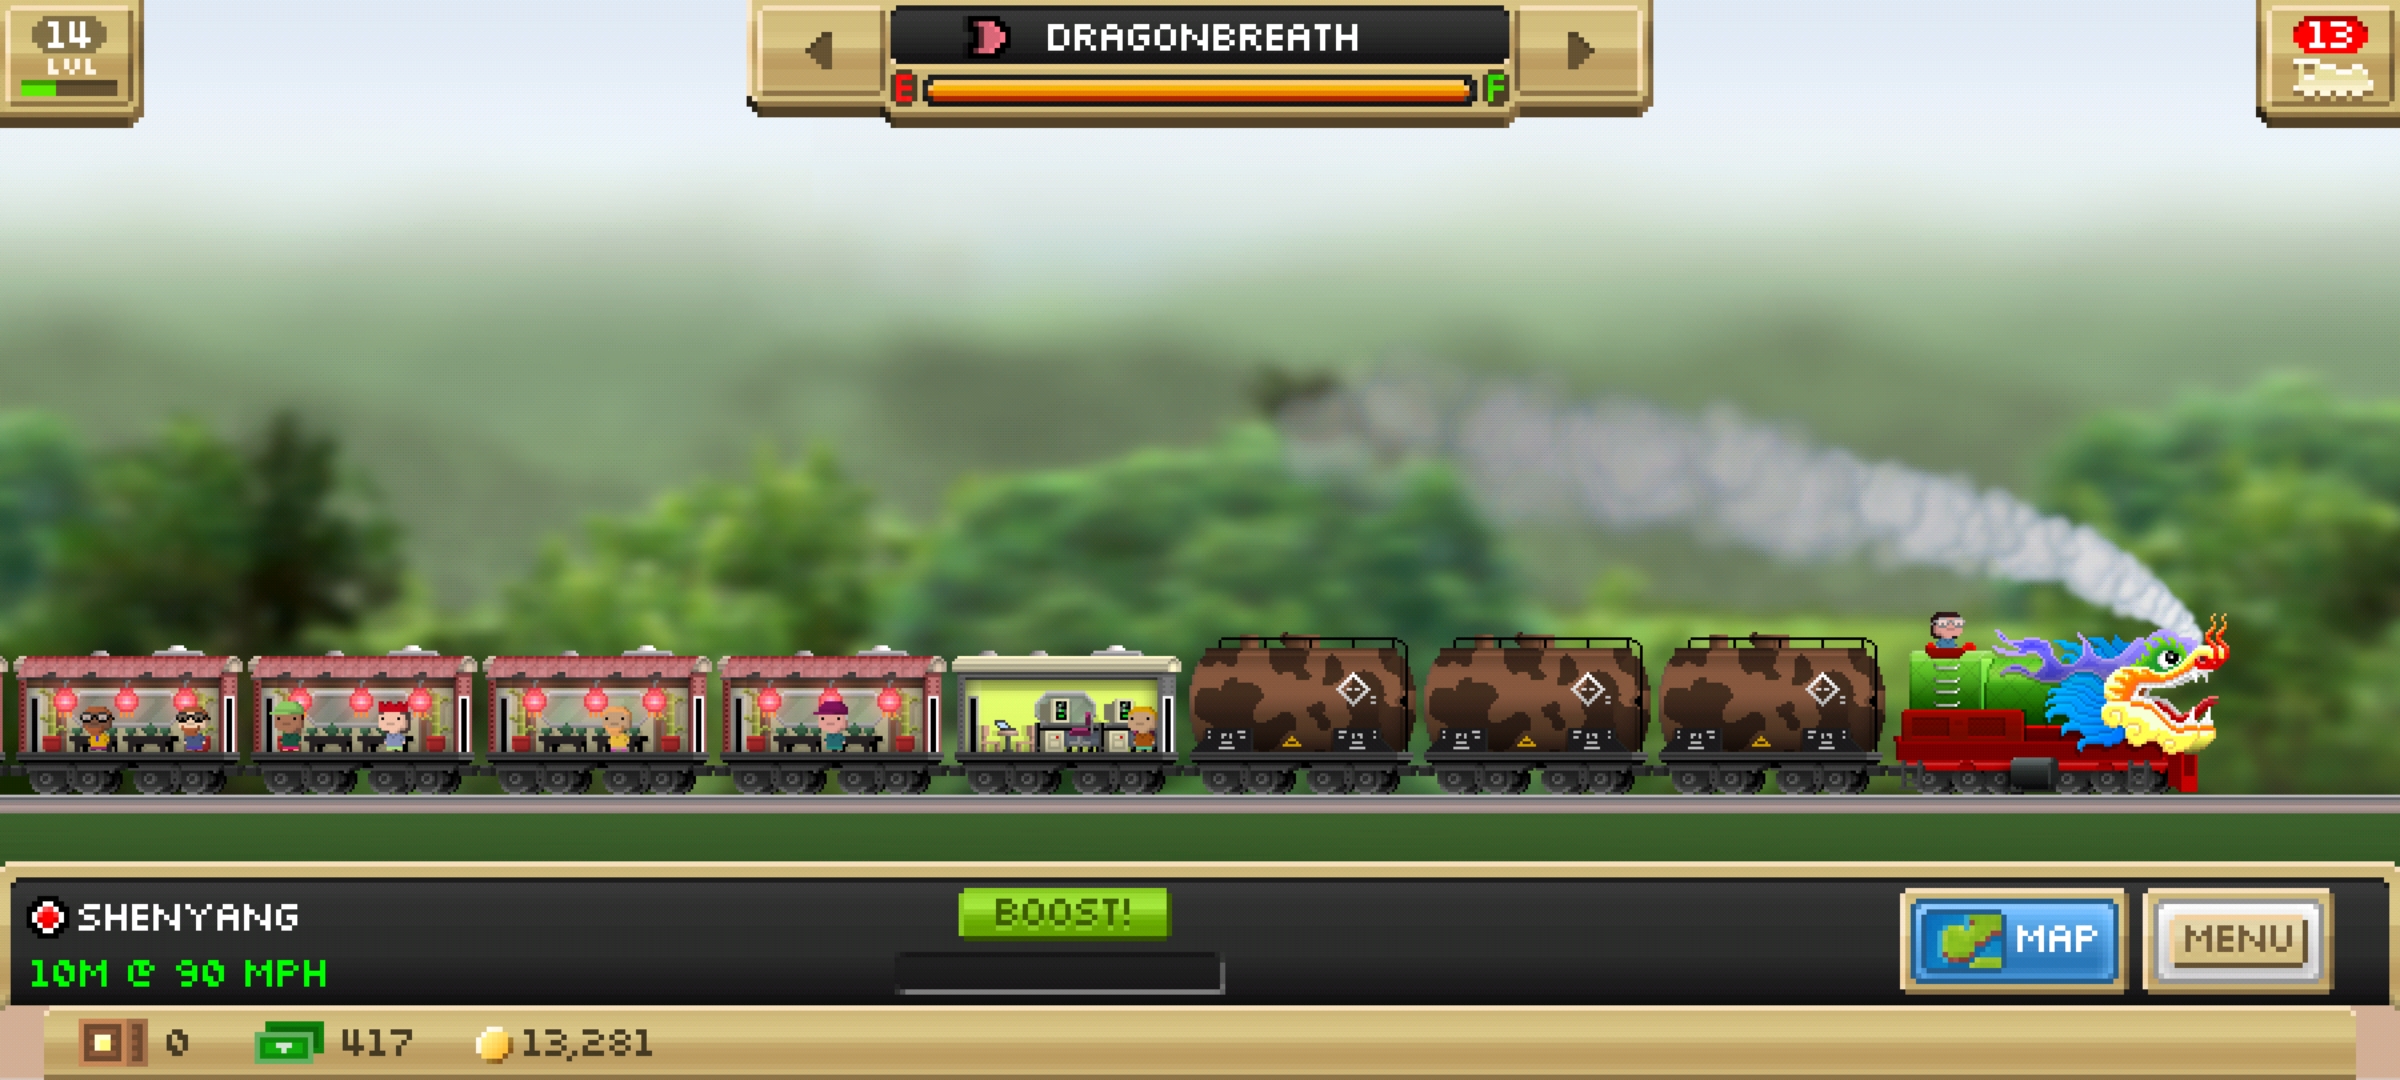 14
LVL
DRAGONBREATH
E
F
13
SHENYANG
10M @ 90 MPH
BOOST!
MAP
MENU
0
417
13,281